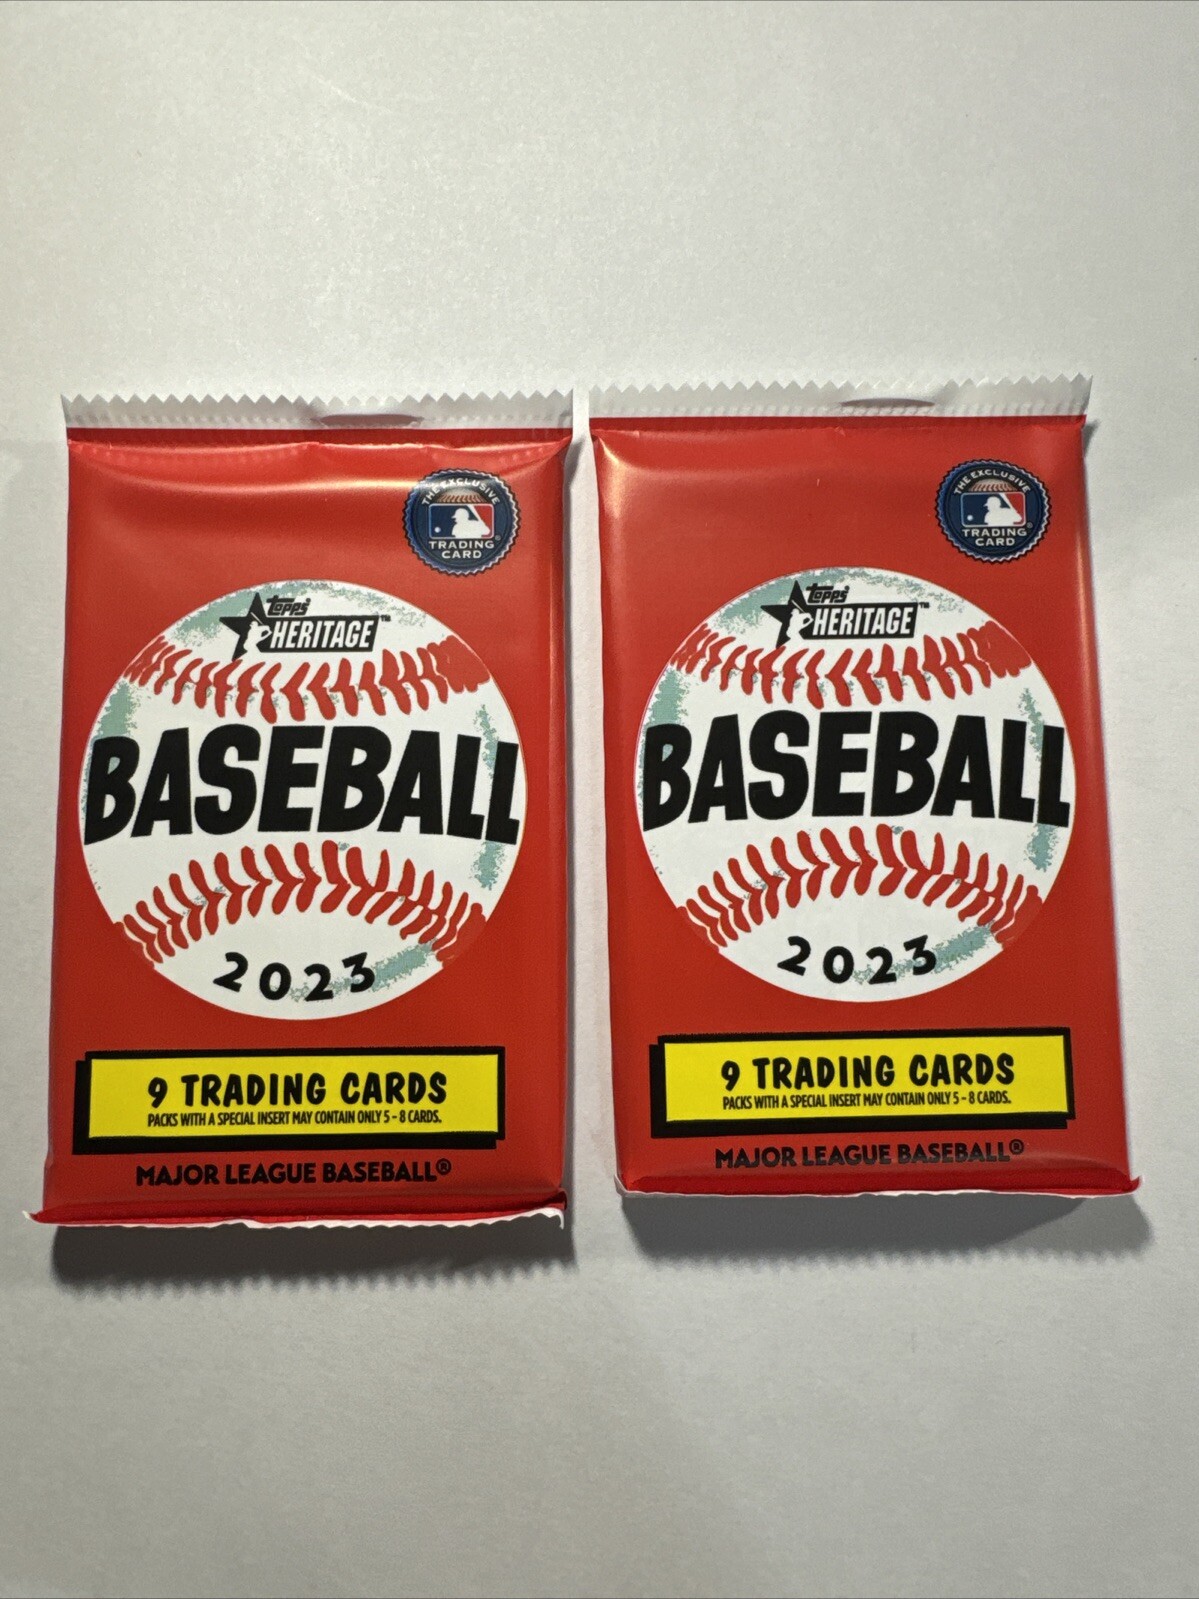 THE EXCLUSIVE
TRADING
CARD
®
Topps
HERITAGE™
BASEBALL
2023
9 TRADING CARDS
PACKS WITH A SPECIAL INSERT MAY CONTAIN ONLY 5 - 8 CARDS.
MAJOR LEAGUE BASEBALL®
THE EXCLUSIVE
TRADING
CARD
®
Topps
HERITAGE™
BASEBALL
2023
9 TRADING CARDS
PACKS WITH A SPECIAL INSERT MAY CONTAIN ONLY 5 - 8 CARDS.
MAJOR LEAGUE BASEBALL®